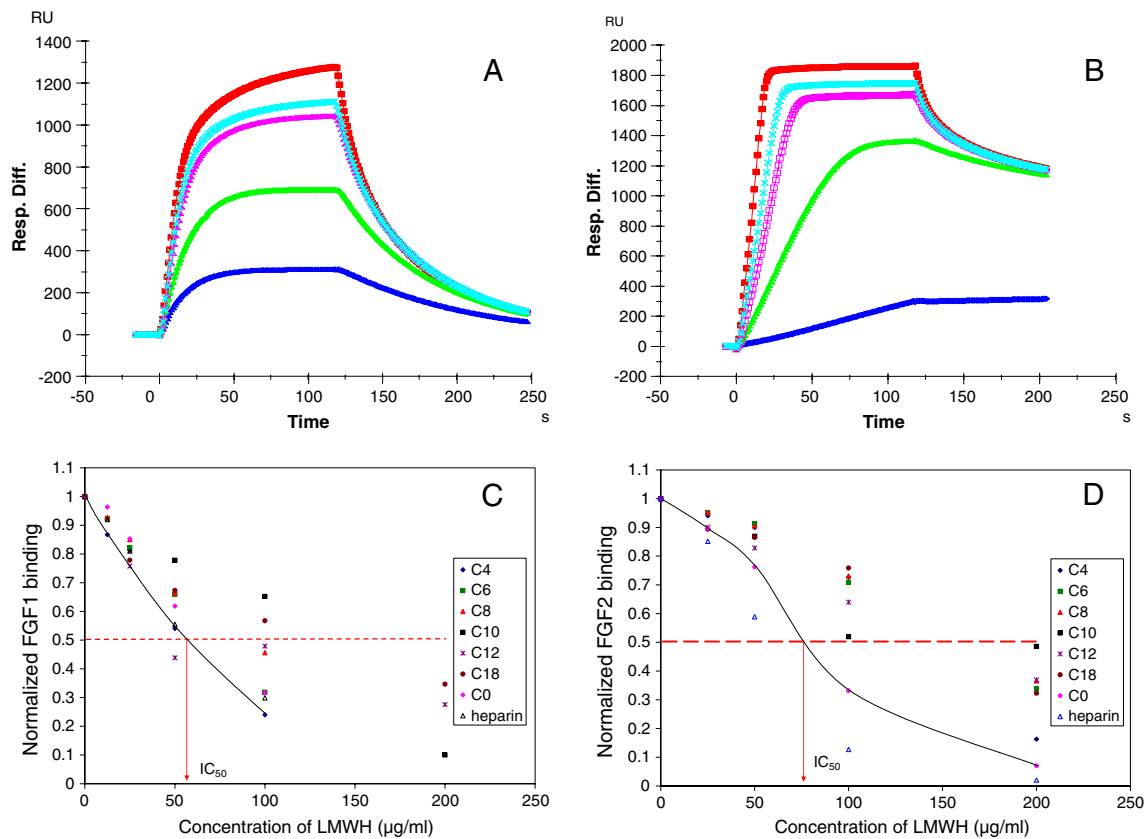 RU
A
1400
1200
1000
800
600
400
200
0
-200
-50 0 50 100 150 200 250
s
Resp. Diff.
Time
RU
B
2000
1800
1600
1400
1200
1000
800
600
400
200
0
-200
-50 0 50 100 150 200 250
s
Resp. Diff.
Time
C
1.1
1
0.9
0.8
0.7
0.6
0.5
0.4
0.3
0.2
0.1
0
0 50 100 150 200 250
Normalized FGF1 binding
Concentration of LMWH (µg/ml)
IC50
C4
C6
C8
C10
C12
C18
C0
heparin
D
1.1
1
0.9
0.8
0.7
0.6
0.5
0.4
0.3
0.2
0.1
0
0 50 100 150 200 250
Normalized FGF2 binding
Concentration of LMWH (µg/ml)
IC50
C4
C6
C8
C10
C12
C18
C0
heparin